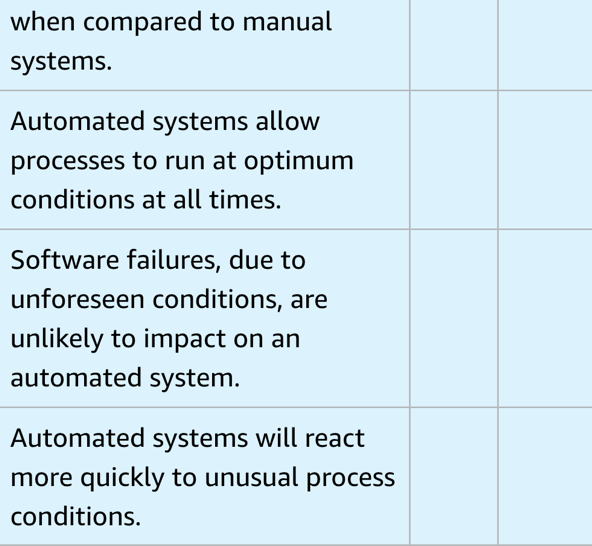 when compared to manual
systems.
Automated systems allow
processes to run at optimum
conditions at all times.
Software failures, due to
unforeseen conditions, are
unlikely to impact on an
automated system.
Automated systems will react
more quickly to unusual process
conditions.